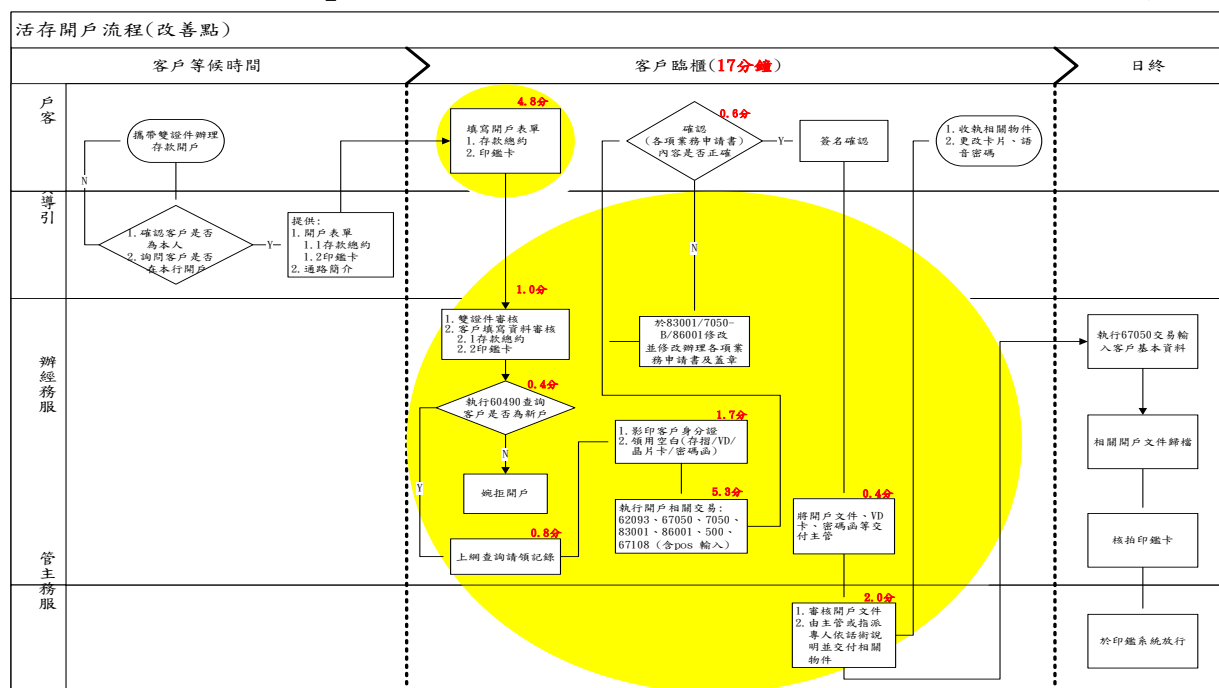 活存開戶流程(改善點)
客戶等候時間
客戶臨櫃(17分鐘)
日終
戶客
攜帶雙證件辦理
存款開戶
N
4.8分
填寫開戶表單
1.存款總約
2.印鑑卡
0.6分
確認
(各項業務申請書)
內容是否正確
Y
簽名確認
1.收執相關物件
2.更改卡片、語
音密碼
導引
1.確認客戶是否
為本人
2.詢問客戶是否
在本行開戶
Y
提供:
1.開戶表單
1.1存款總約
1.2印鑑卡
2.通路簡介
N
辦經務服
1.0分
1.雙證件審核
2.客戶填寫資料審核
2.1存款總約
2.2印鑑卡
於83001/7050-
B/86001修改
並修改辦理各項業
務申請書及蓋章
執行67050交易輸
入客戶基本資料
0.4分
執行60490查詢
客戶是否為新戶
1.7分
1.影印客戶身分證
2.領用空白(存摺/VD/
晶片卡/密碼函)
相關開戶文件歸檔
N
Y
婉拒開戶
5.3分
執行開戶相關交易:
62093、67050、7050、
83001、86001、500、
67108 (含pos 輸入)
0.4分
將開戶文件、VD
卡、密碼函等交
付主管
0.8分
上網查詢請領記錄
核拍印鑑卡
管主務服
2.0分
1.審核開戶文件
2.由主管或指派
專人依話術說
明並交付相關
物件
於印鑑系統放行